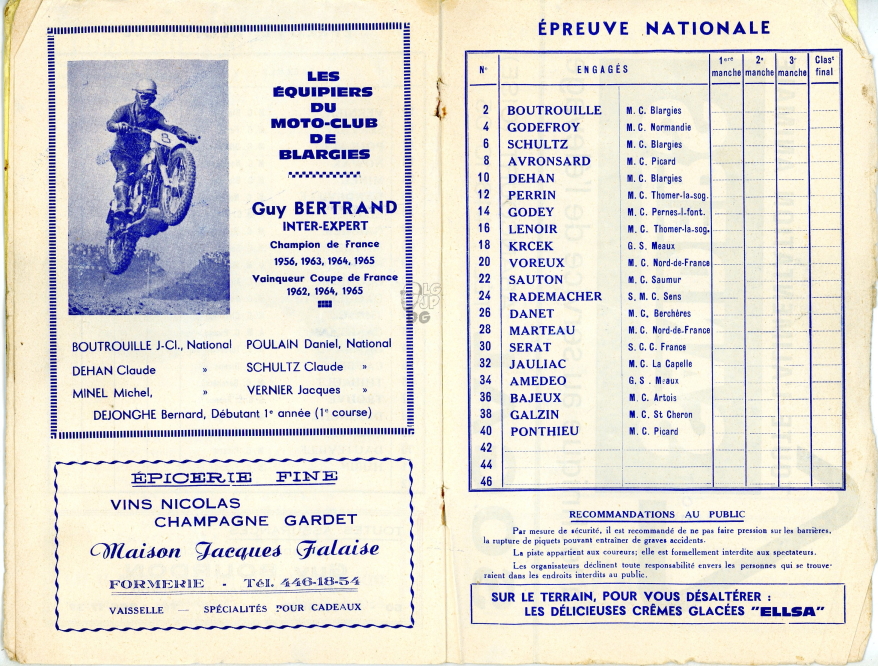 LES
ÉQUIPIERS
DU
MOTO-CLUB
DE
BLARGIES
Guy BERTRAND
INTER-EXPERT
Champion de France
1956, 1963, 1964, 1965
Vainqueur Coupe de France
1962, 1964, 1965
BOUTROUILLE J-Cl., National POULAIN Daniel, National
DEHAN Claude » SCHULTZ Claude »
MINEL Michel, » VERNIER Jacques »
DEJONGHE Bernard, Débutant 1e année (1e course)
ÉPICERIE FINE
VINS NICOLAS
CHAMPAGNE GARDET
Maison Jacques Falaise
FORMERIE - Tél. 446-18-54
VAISSELLE — SPÉCIALITÉS POUR CADEAUX
ÉPREUVE NATIONALE
N° ENGAGÉS 1ere manche 2e manche 3e manche Clast final
2 BOUTROUILLE M. C. Blargies
4 GODEFROY M. C. Normandie
6 SCHULTZ M. C. Blargies
8 AVRONSARD M. C. Picard
10 DEHAN M. C. Blargies
12 PERRIN M. C. Thomer-la-sog.
14 GODEY M. C. Pernes-l-font.
16 LENOIR M. C. Thomer-la-sog.
18 KRCEK G. S. Meaux
20 VOREUX M. C. Nord-de-France
22 SAUTON M. C. Saumur
24 RADEMACHER S. M. C. Sens
26 DANET M. C. Berchères
28 MARTEAU M. C. Nord-de-France
30 SERAT S. C. C. France
32 JAULIAC M. C. La Capelle
34 AMEDEO G. S. Meaux
36 BAJEUX M. C. Artois
38 GALZIN M. C. St Cheron
40 PONTHIEU M. C. Picard
42
44
46
RECOMMANDATIONS AU PUBLIC
Par mesure de sécurité, il est recommandé de ne pas faire pression sur les barrières,
la rupture de piquets pouvant entraîner de graves accidents.
La piste appartient aux coureurs; elle est formellement interdite aux spectateurs.
Les organisateurs déclinent toute responsabilité envers les personnes qui se trouve-
raient dans les endroits interdits au public.
SUR LE TERRAIN, POUR VOUS DÉSALTÉRER :
LES DÉLICIEUSES CRÊMES GLACÉES "ELLSA"